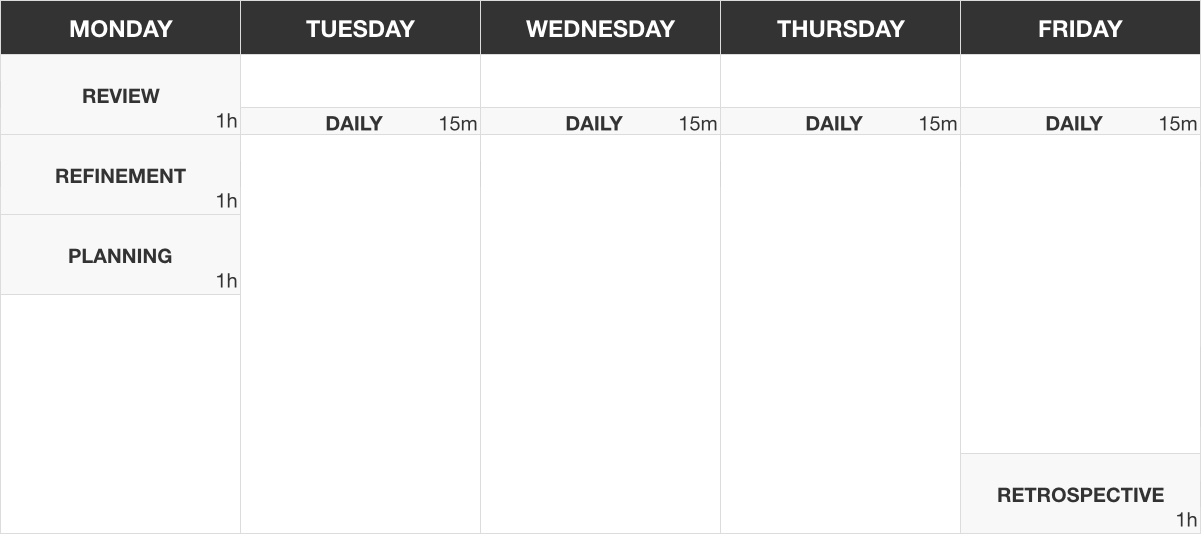 MONDAY TUESDAY WEDNESDAY THURSDAY FRIDAY
REVIEW
1h
DAILY 15m DAILY 15m DAILY 15m DAILY 15m
REFINEMENT
1h
PLANNING
1h
RETROSPECTIVE
1h